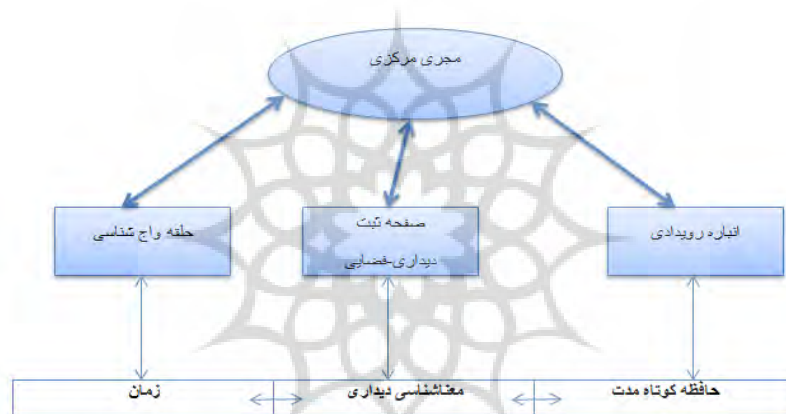 مجری مرکزی
انباره رویدادی
صفحه ثبت
دیداری-فضایی
حلقه واج شناسی
حافظه کوتاه مدت
معناشناسی دیداری
زمان